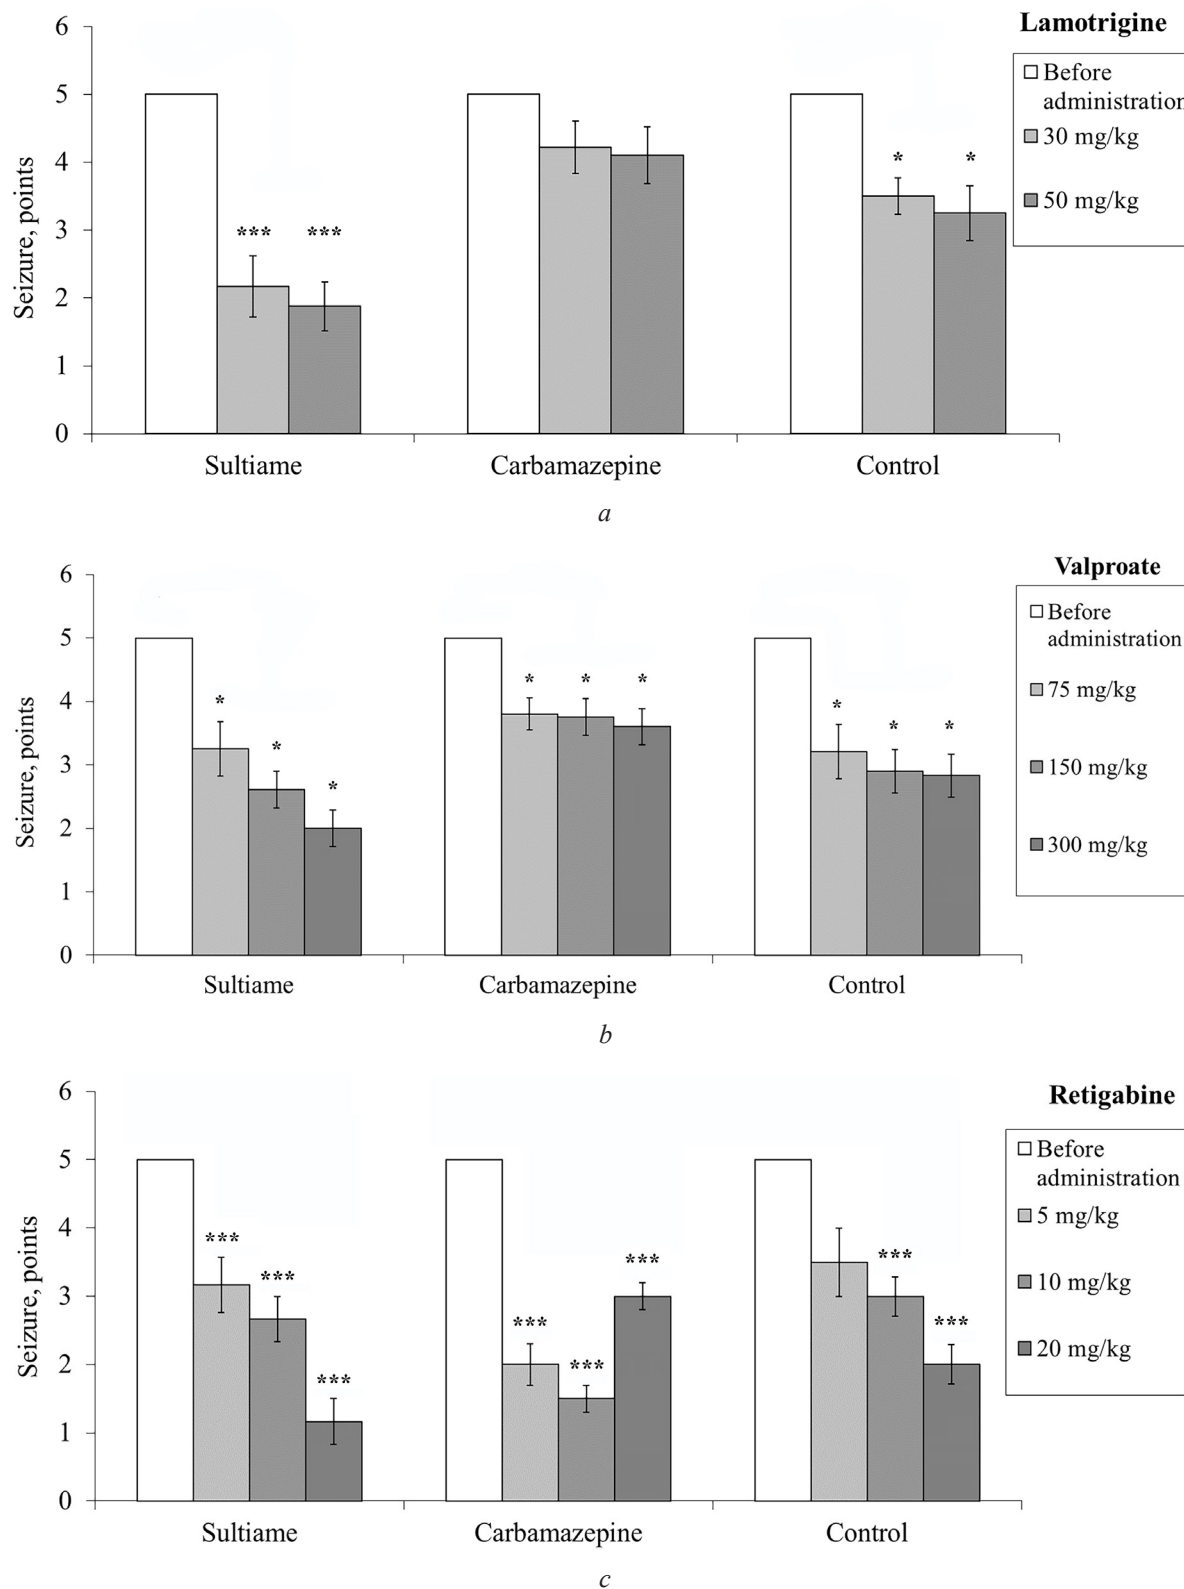 Lamotrigine
6
5
4
3
2
1
0
Seizure, points
*** ***
* *
Before
administration
30 mg/kg
50 mg/kg
Sultiame Carbamazepine Control
a
Valproate
6
5
4
3
2
1
0
Seizure, points
* * *
* * *
* * *
Before
administration
75 mg/kg
150 mg/kg
300 mg/kg
Sultiame Carbamazepine Control
b
Retigabine
6
5
4
3
2
1
0
Seizure, points
*** *** ***
*** *** ***
*** ***
Before
administration
5 mg/kg
10 mg/kg
20 mg/kg
Sultiame Carbamazepine Control
c